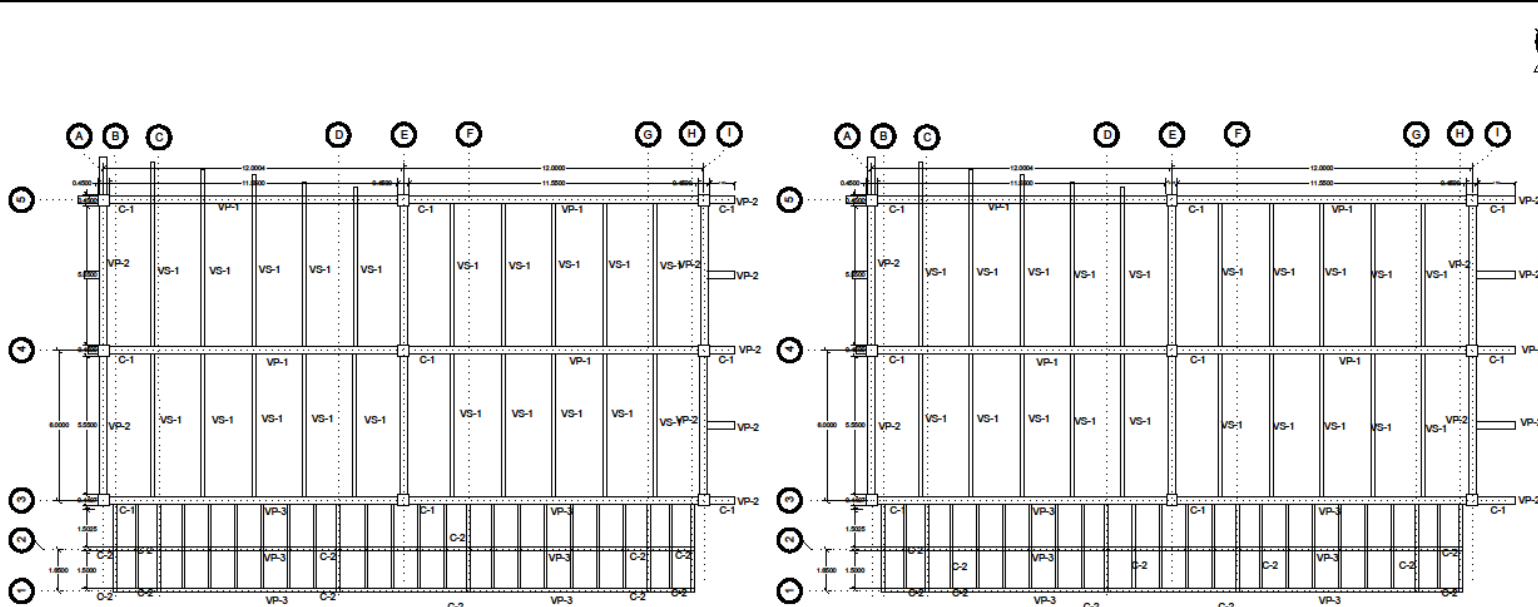 A B C D E F G H I
A B C D E F G H I
12.0004 12.0000
12.0004 12.0000
0.4500 11.5500
0.4500 11.5500 0.4500
5 C-1 VP-1 C-1 VP-1 C-1 VP-2
5 C-1 VP-1 C-1 VP-1 C-1 VP-2
VP-2 VS-1 VS-1 VS-1 VS-1 VS-1 VS-1 VS-1 VS-1 VS-1 VS-1 VP-2 VP-2
VP-2 VS-1 VS-1 VS-1 VS-1 VS-1 VS-1 VS-1 VS-1 VS-1 VS-1 VP-2 VP-2
4 C-1 VP-1 C-1 VP-1 C-1 VP-2
4 C-1 VP-1 C-1 VP-1 C-1
6.0000 5.5500 VP-2 VS-1 VS-1 VS-1 VS-1 VS-1 VS-1 VS-1 VS-1 VS-1 VS-1 VP-2 VP-2
6.0000 5.5500 VP-2 VS-1 VS-1 VS-1 VS-1 VS-1 VS-1 VS-1 VS-1 VS-1 VS-1 VP-2
3 C-1 VP-3 C-1 VP-3 C-1 VP-2
3 C-1 VP-3 C-1 VP-3 C-1 VP-2
1.5025 C-2
1.5025
2 C-2 C-2 VP-3 C-2 VP-3 C-2 C-2
2 C-2 VP-3 VP-3 C-2
1.6500 1.5000
1.6500 1.5000 C-2 C-2 C-2 C-2
1 C-2 C-2 VP-3 C-2 C-2 VP-3 C-2 C-2
1 C-2 C-2 VP-3 C-2 C-2 VP-3 C-2